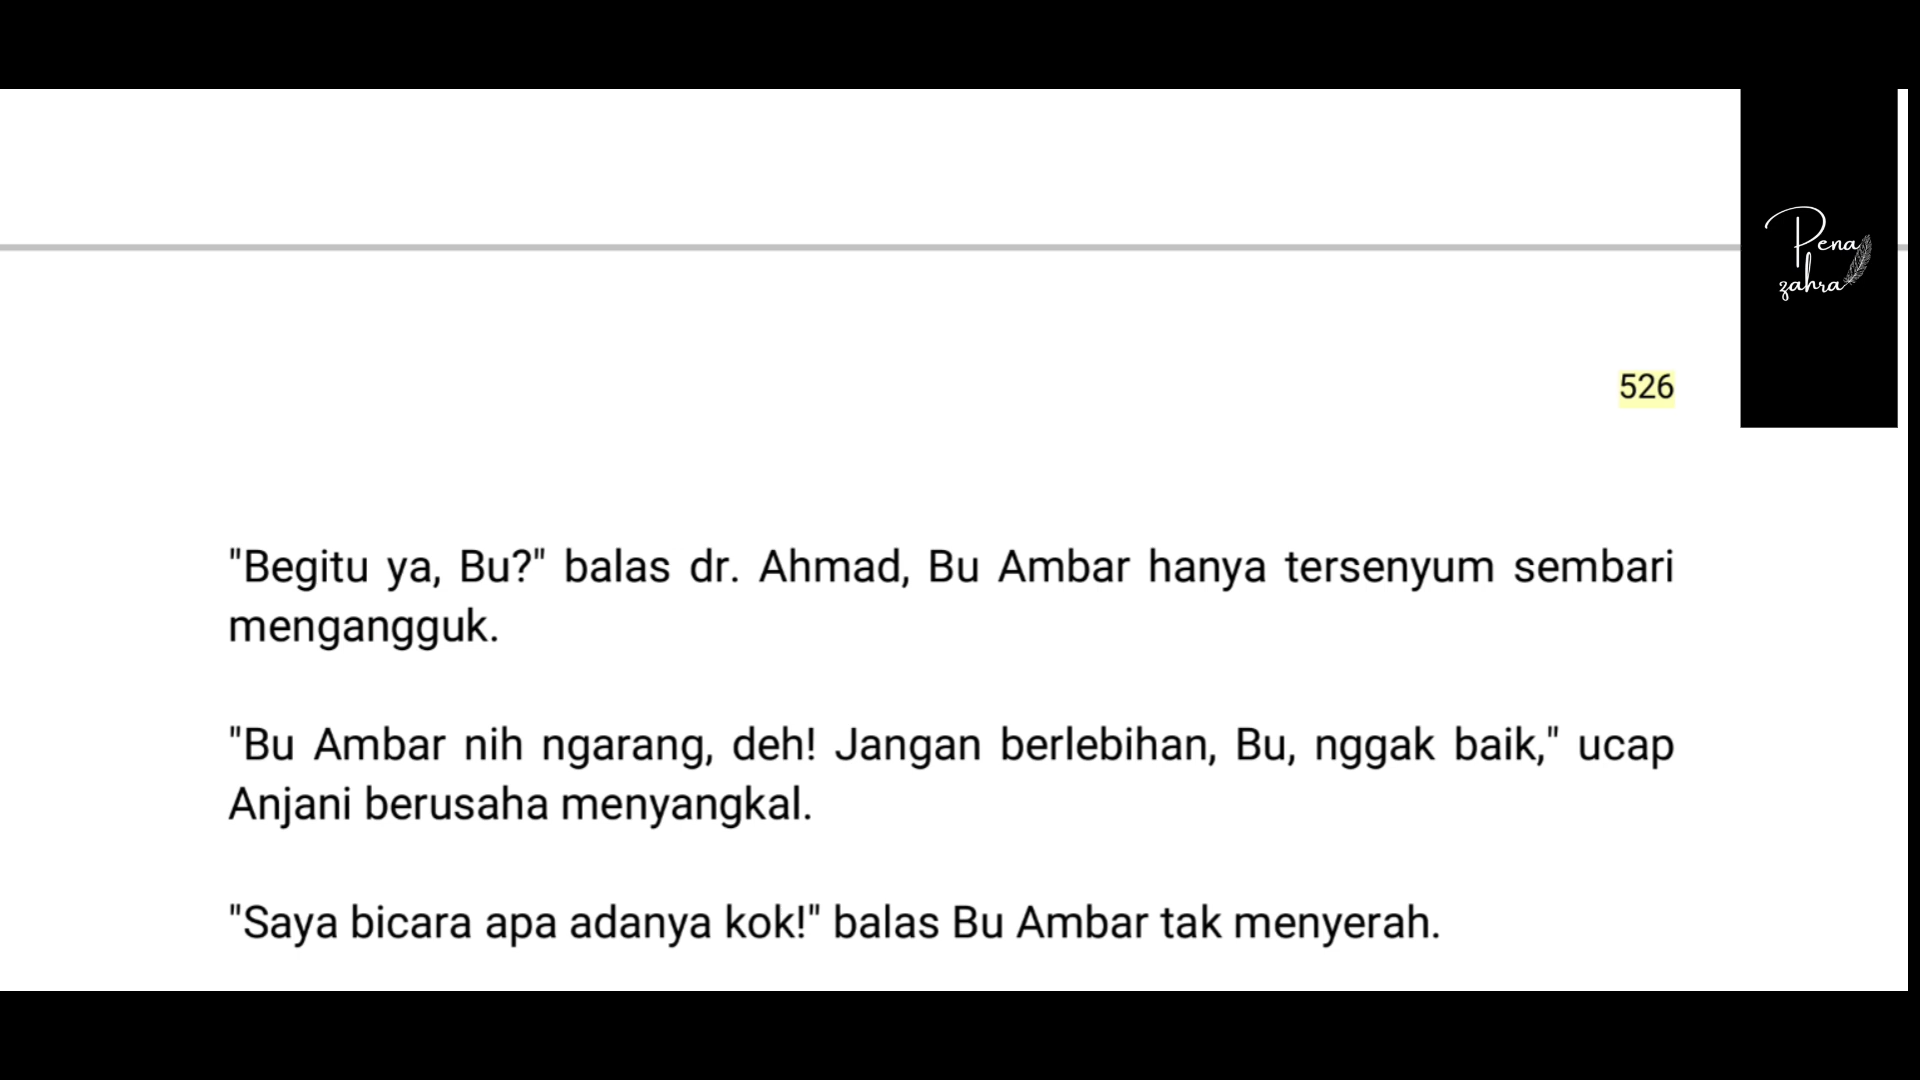 Pena
zahra
526
"Begitu ya, Bu?" balas dr. Ahmad, Bu Ambar hanya tersenyum sembari
mengangguk.
"Bu Ambar nih ngarang, deh! Jangan berlebihan, Bu, nggak baik," ucap
Anjani berusaha menyangkal.
"Saya bicara apa adanya kok!" balas Bu Ambar tak menyerah.